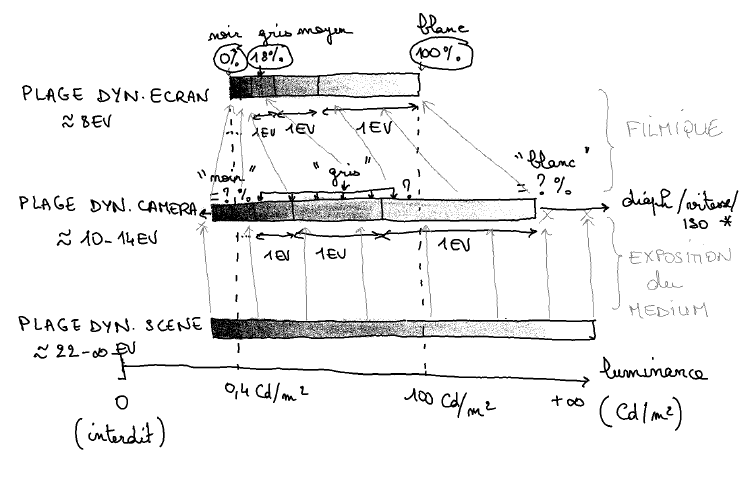 noir gris moyen
blanc
0% 18%
100%
PLAGE DYN. ECRAN
≈ 8EV
1EV 1EV 1EV
FILMIQUE
"noir"
= ? %
"gris"
?
"blanc"
= ? %
PLAGE DYN. CAMERA
≈ 10-14EV
diaph/vitesse/
ISO *
1EV 1EV 1EV
EXPOSITION
du
MEDIUM
PLAGE DYN. SCENE
≈ 22-∞ EV
0
(interdit)
0,4 Cd/m²
100 Cd/m²
+∞
luminance
(Cd/m²)